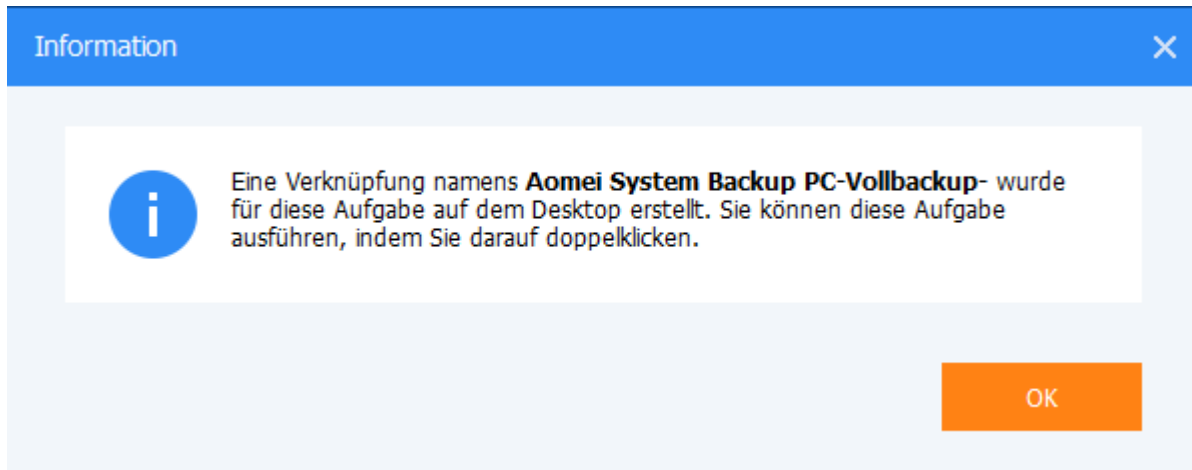 Information
Eine Verknüpfung namens Aomei System Backup PC-Vollbackup- wurde
für diese Aufgabe auf dem Desktop erstellt. Sie können diese Aufgabe
ausführen, indem Sie darauf doppelklicken.
OK